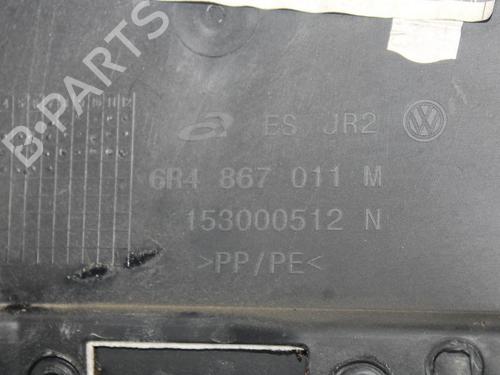 B-PARTS
ES JR2
6R4 867 011 M
153000512 N
>PP/PE<